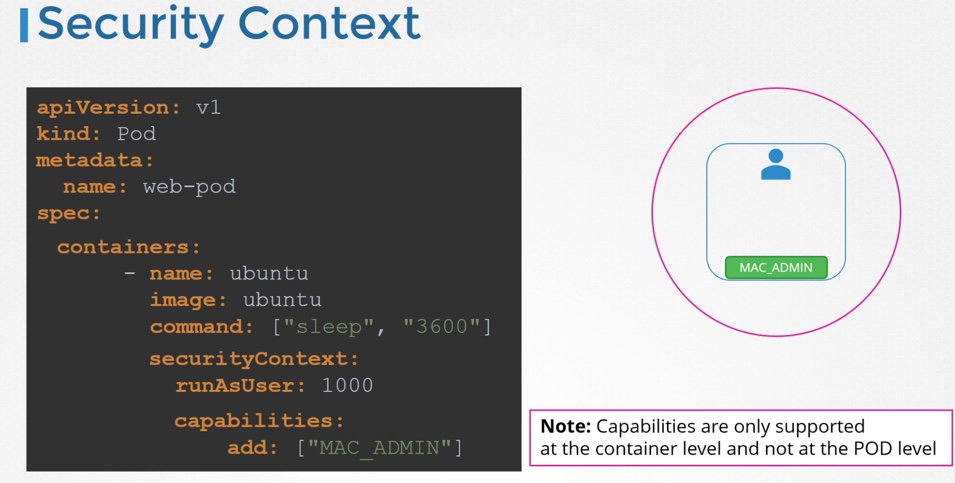 Security Context
apiVersion: v1
kind: Pod
metadata:
  name: web-pod
spec:
  containers:
      - name: ubuntu
        image: ubuntu
        command: ["sleep", "3600"]
        securityContext:
          runAsUser: 1000
          capabilities:
              add: ["MAC_ADMIN"]
MAC_ADMIN
Note: Capabilities are only supported
at the container level and not at the POD level